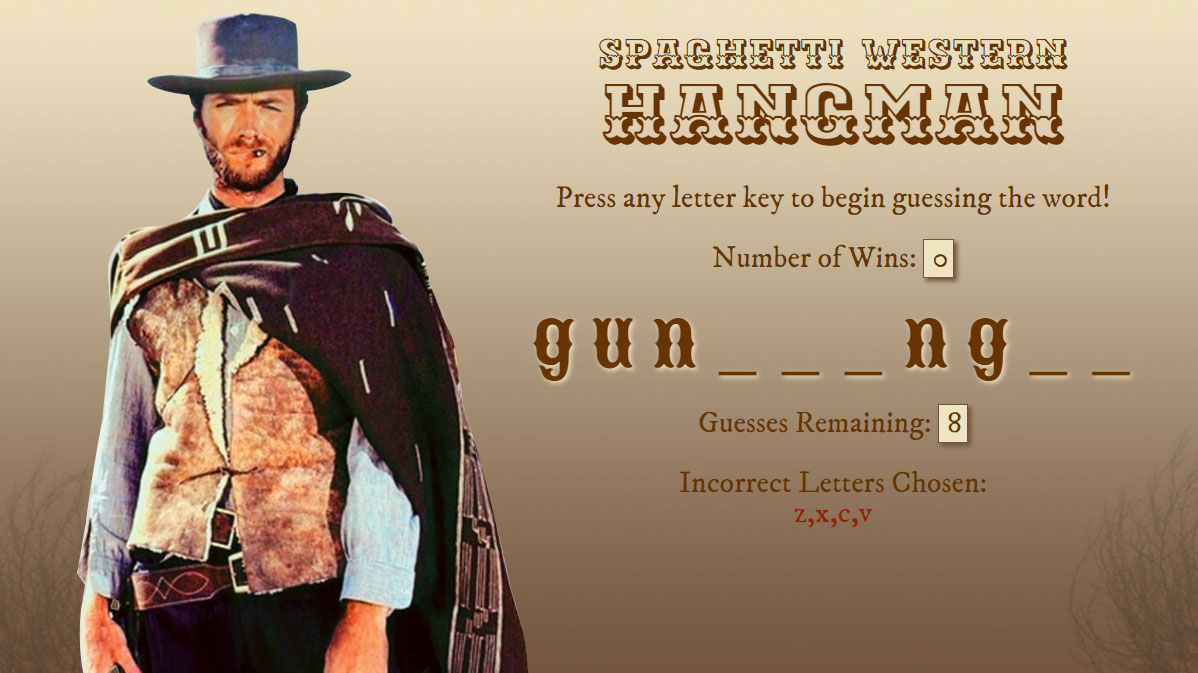 SPAGHETTI WESTERN
HANGMAN
Press any letter key to begin guessing the word!
Number of Wins: 0
g u n _ _ _ n g _ _
Guesses Remaining: 8
Incorrect Letters Chosen:
z,x,c,v